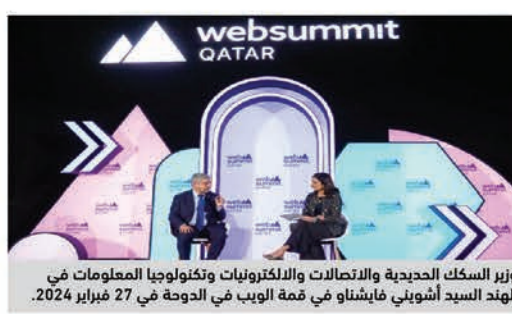 websummit
QATAR
وزير السكك الحديدية والاتصالات والالكترونيات وتكنولوجيا المعلومات في
لهند السيد أشويني فايشناو في قمة الويب في الدوحة في 27 فبراير 2024.